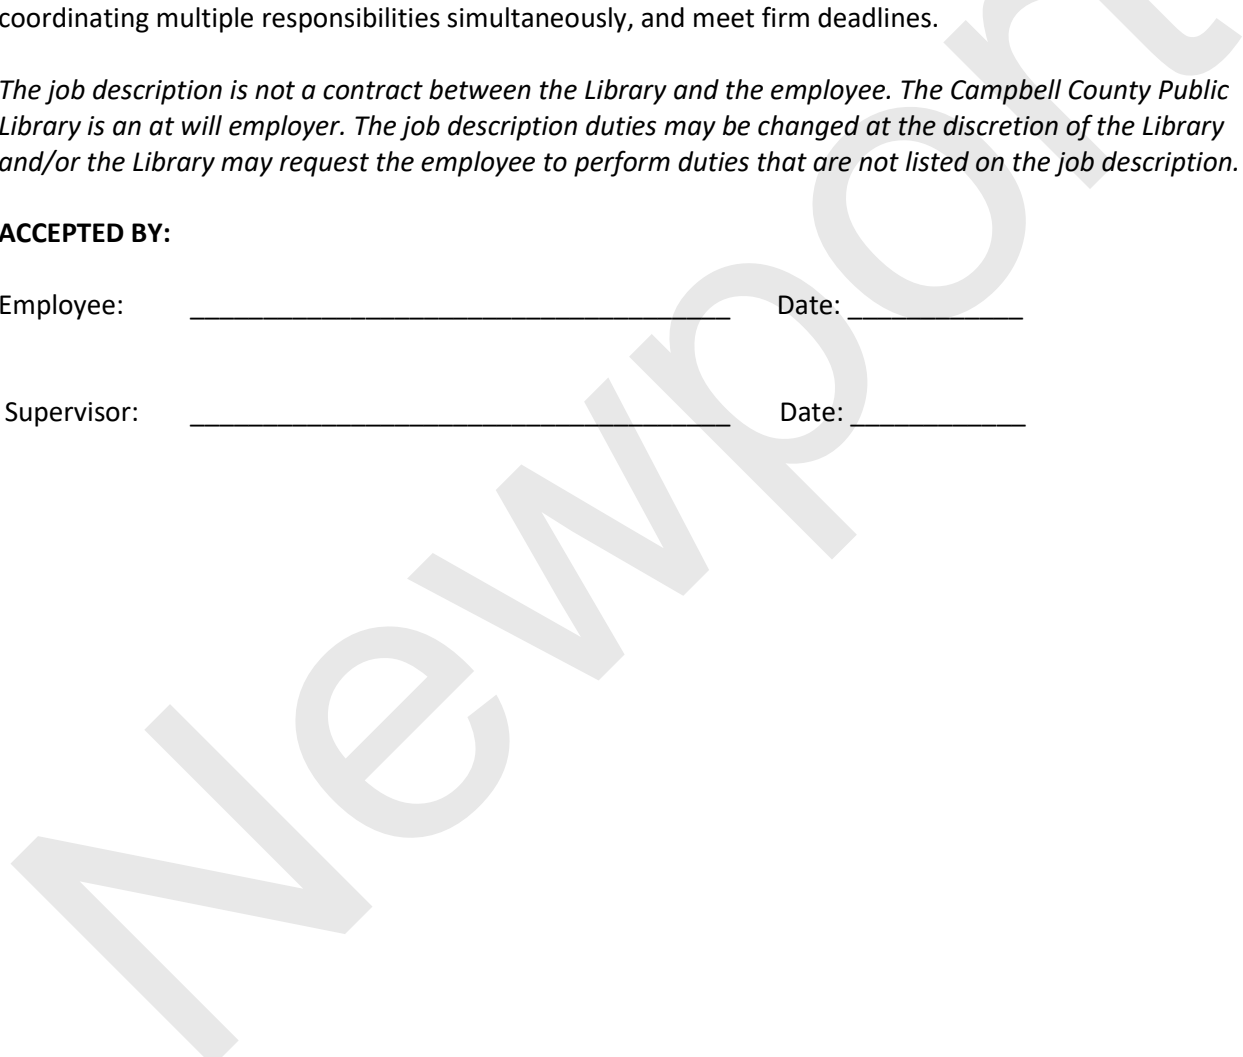 coordinating multiple responsibilities simultaneously, and meet firm deadlines.
The job description is not a contract between the Library and the employee. The Campbell County Public
Library is an at will employer. The job description duties may be changed at the discretion of the Library
and/or the Library may request the employee to perform duties that are not listed on the job description.
ACCEPTED BY:
Employee: _____________________________________ Date: ____________
Supervisor: _____________________________________ Date: ____________
Newport